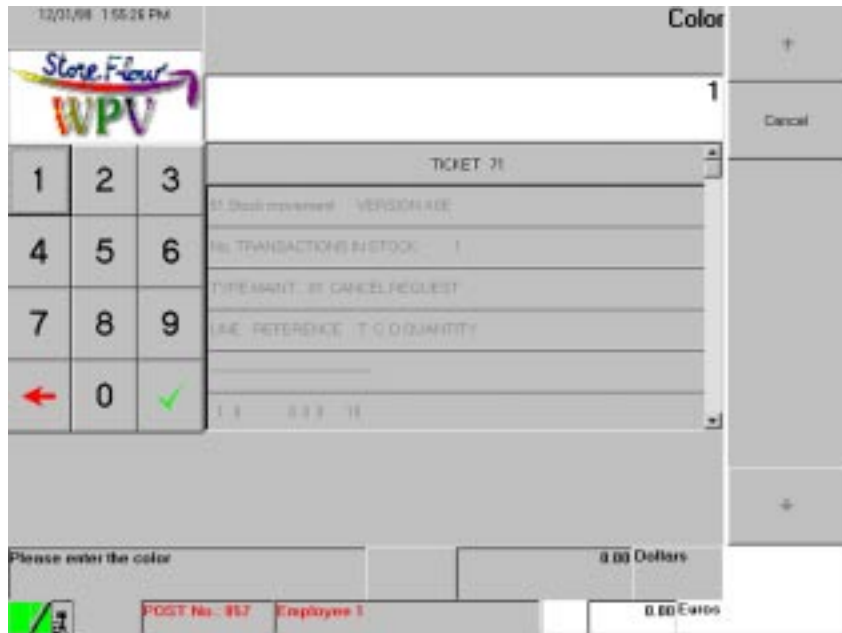 12/31/98 1:55:26 PM
Color
Store Flow
WPV
1
Cancel
TICKET 71
1 2 3
Stock movement VERSION
No. TRANSACTIONS IN STOCK 1
4 5 6
TYPE MAINT. 01 CANCEL REQUEST
LINE REFERENCE T C D QUANTITY
7 8 9
0
Please enter the color
0.00 Dollars
POST No.: 857
Employee 1
0.00 Euros